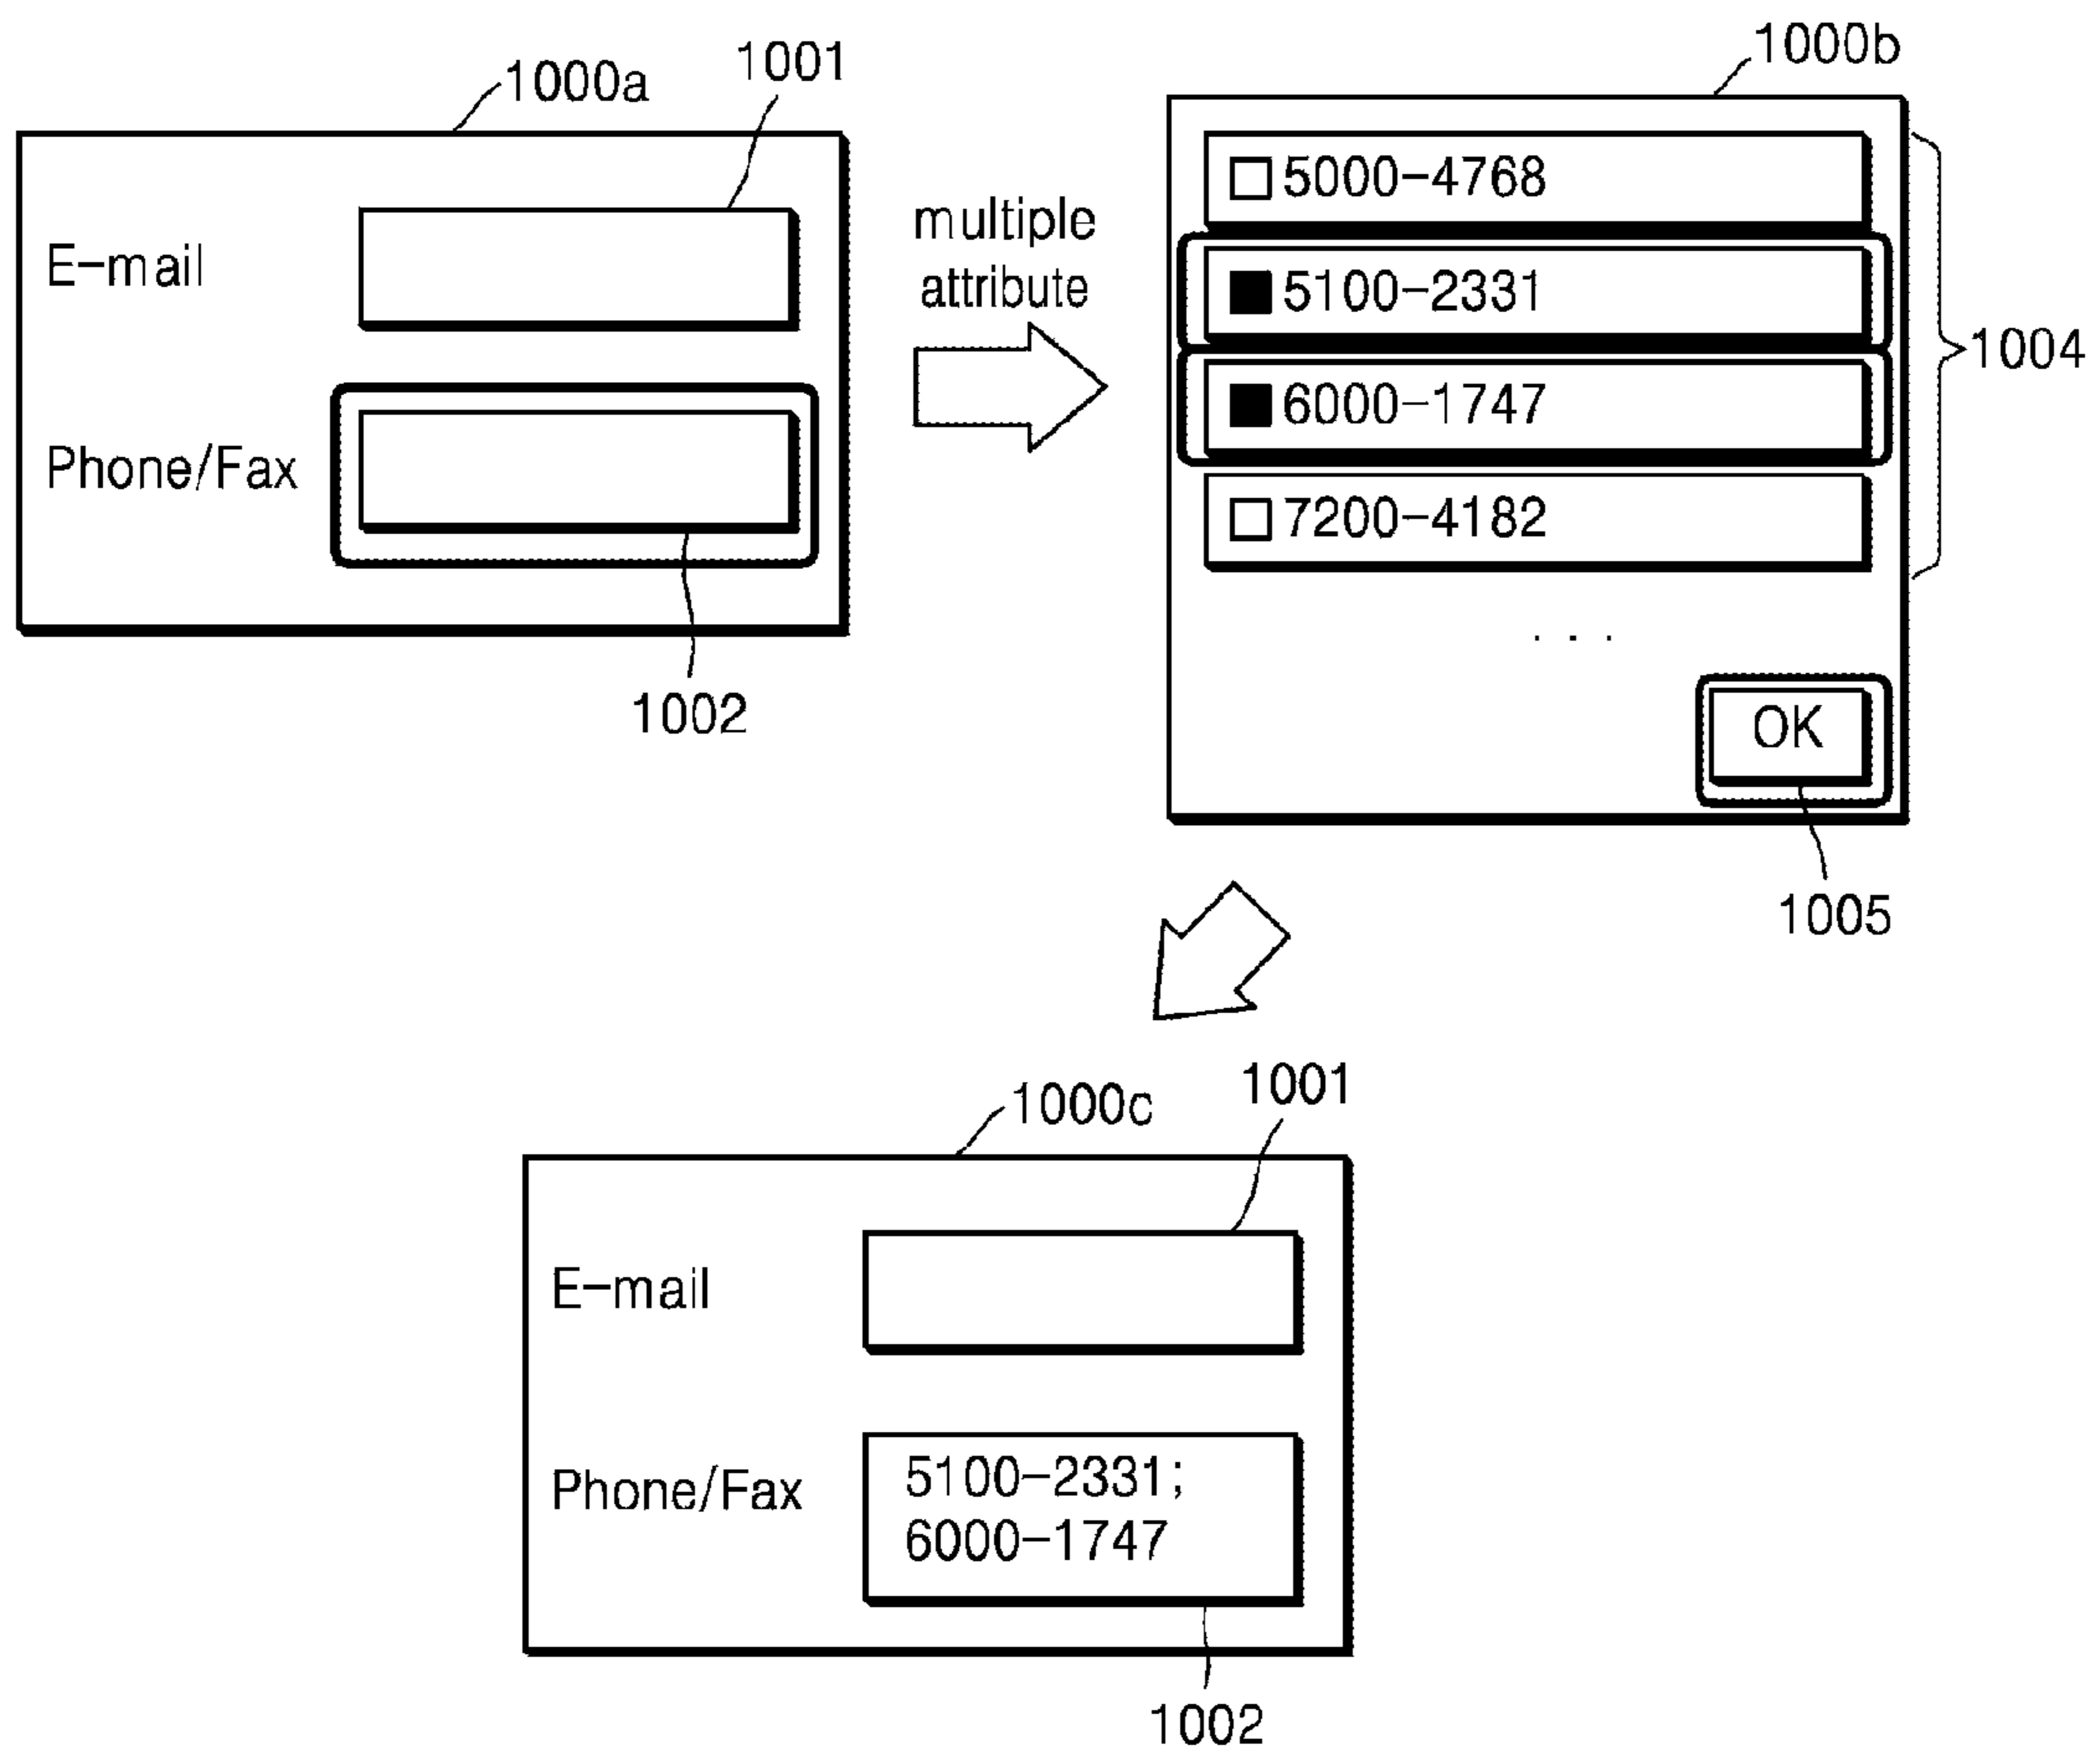 1000a
1001
E-mail
Phone/Fax
1002
multiple
attribute
1000b
5000-4768
5100-2331
6000-1747
7200-4182
1004
. . .
OK
1005
1000c
1001
E-mail
Phone/Fax
5100-2331;
6000-1747
1002